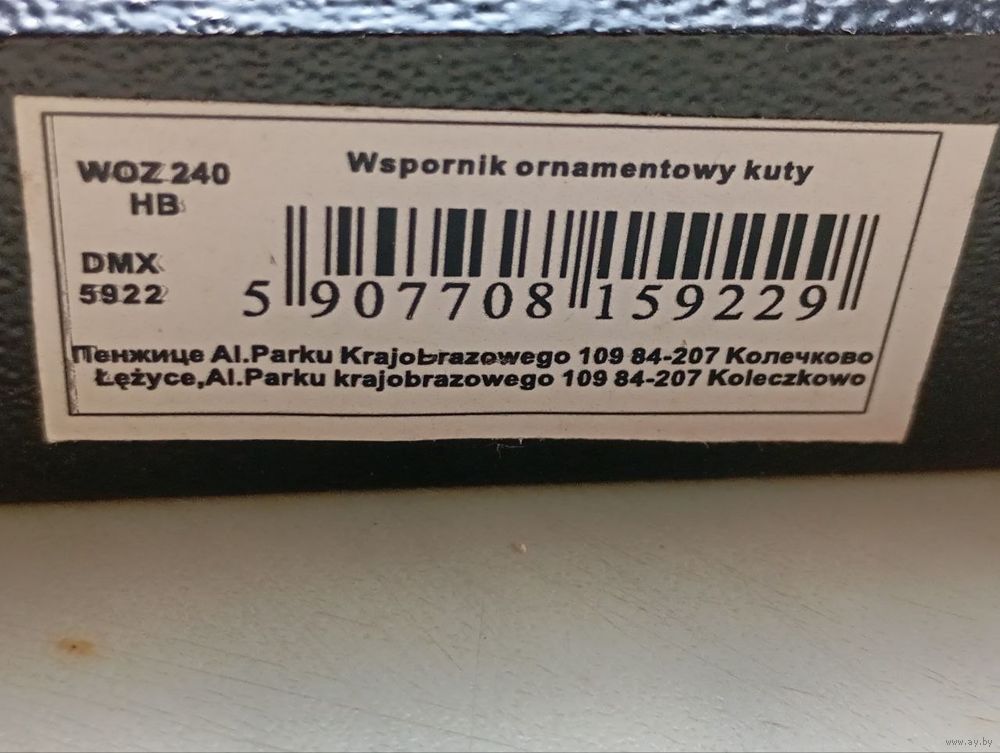 WOZ 240
HB
Wspornik ornamentowy kuty
DMX
5922
5 907708 159229
Пенжице Al.Parku Krajobrazowego 109 84-207 Колечково
Łężyce,Al.Parku krajobrazowego 109 84-207 Koleczkowo
www.ay.by